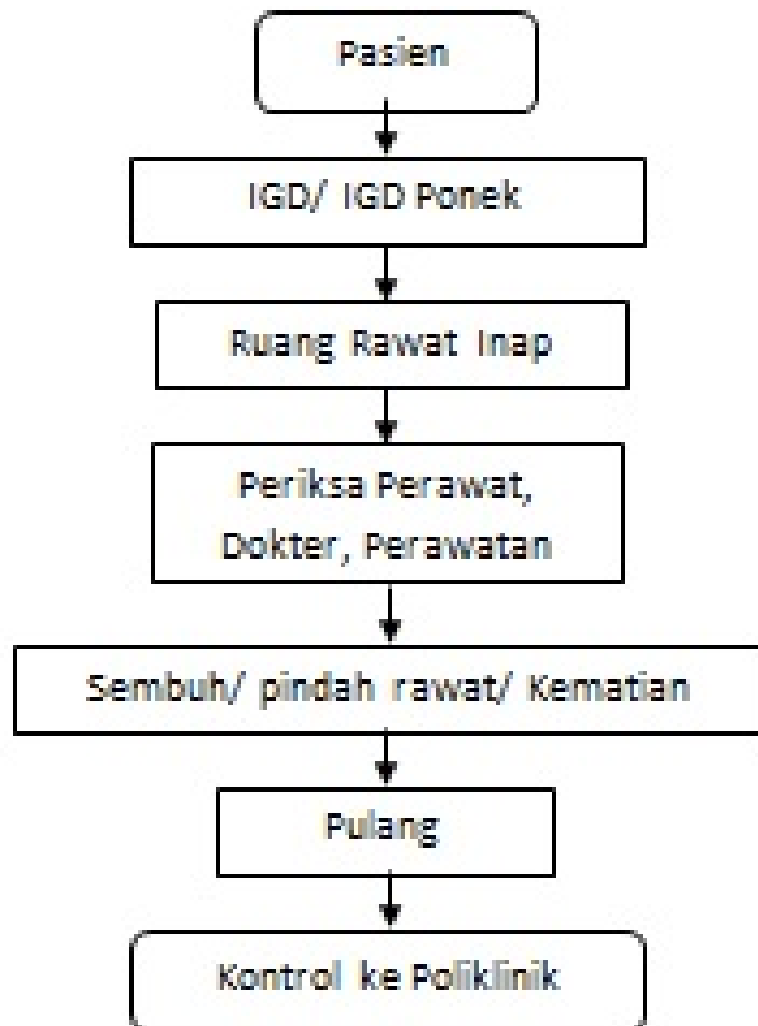 Pasien
IGD/ IGD Ponek
Ruang Rawat Inap
Periksa Perawat,
Dokter, Perawatan
Sembuh/ pindah rawat/ Kematian
Pulang
Kontrol ke Poliklinik